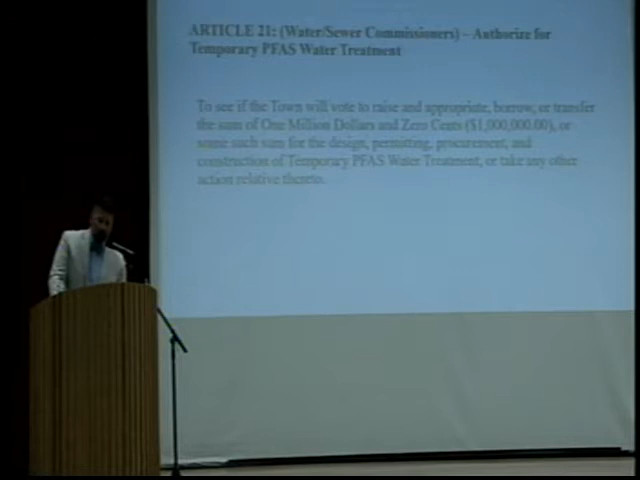 ARTICLE 21: (Water/Sewer Commissioners) – Authorize for
Temporary PFAS Water Treatment
To see if the Town will vote to raise and appropriate, borrow, or transfer
the sum of One Million Dollars and Zero Cents ($1,000,000.00), or
some such sum for the design, permitting, procurement, and
construction of Temporary PFAS Water Treatment, or take any other
action relative thereto.